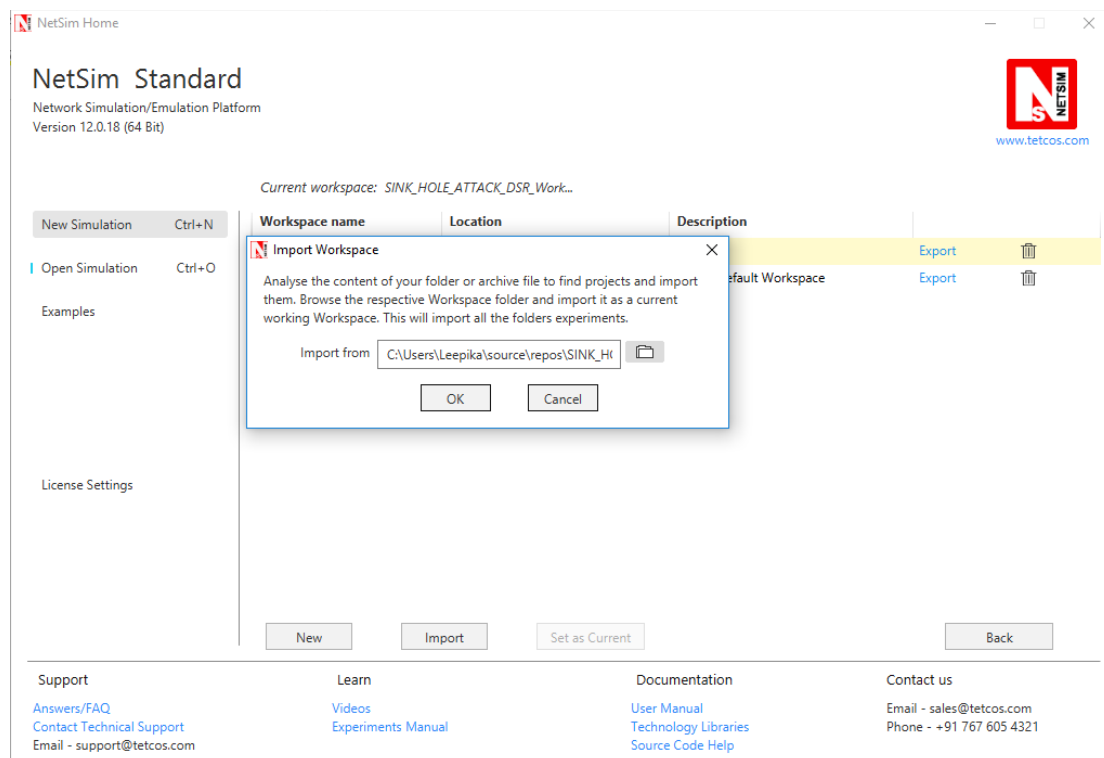 NetSim Home
NetSim Standard
Network Simulation/Emulation Platform
Version 12.0.18 (64 Bit)
NETSIM
www.tetcos.com
Current workspace: SINK_HOLE_ATTACK_DSR_Work...
New Simulation Ctrl+N
Open Simulation Ctrl+O
Examples
License Settings
Workspace name Location Description
Export
efault Workspace Export
Import Workspace
Analyse the content of your folder or archive file to find projects and import
them. Browse the respective Workspace folder and import it as a current
working Workspace. This will import all the folders experiments.
Import from C:\Users\Leepika\source\repos\SINK_H
OK Cancel
New Import Set as Current Back
Support
Answers/FAQ
Contact Technical Support
Email - support@tetcos.com
Learn
Videos
Experiments Manual
Documentation
User Manual
Technology Libraries
Source Code Help
Contact us
Email - sales@tetcos.com
Phone - +91 767 605 4321